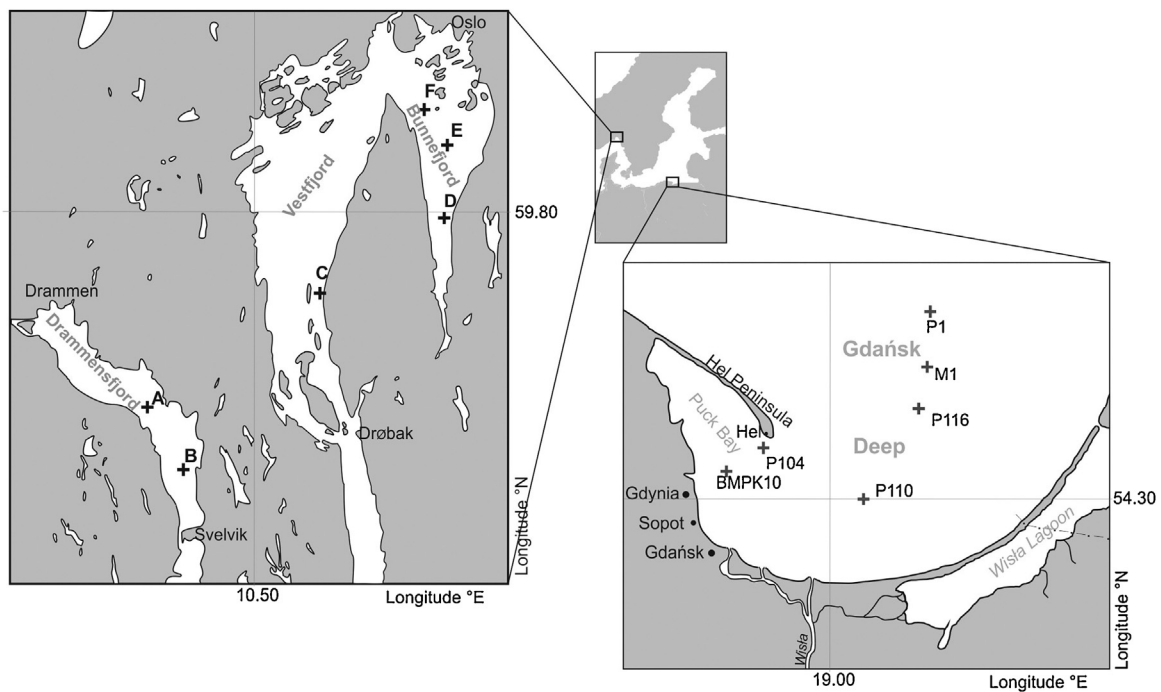 Oslo
F
E
Bunnefjord
Vestfjord
D
59.80
C
Drammen
Drammensfjord
A
B
Drøbak
Svelvik
Longitude °N
10.50
Longitude °E
P1
Gdańsk
M1
Hel Peninsula
P116
Puck Bay
Hel
Deep
P104
BMPK10
P110
Gdynia
54.30
Sopot
Gdańsk
Wisła Lagoon
Wisła
Longitude °N
19.00
Longitude °E